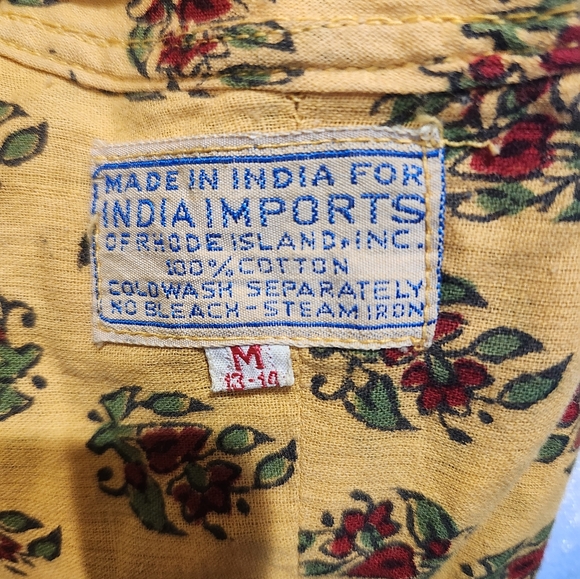 MADE IN INDIA FOR
INDIA IMPORTS
OF RHODE ISLAND, INC.
100% COTTON
COLD WASH SEPARATELY
NO BLEACH - STEAM IRON
M
13-10